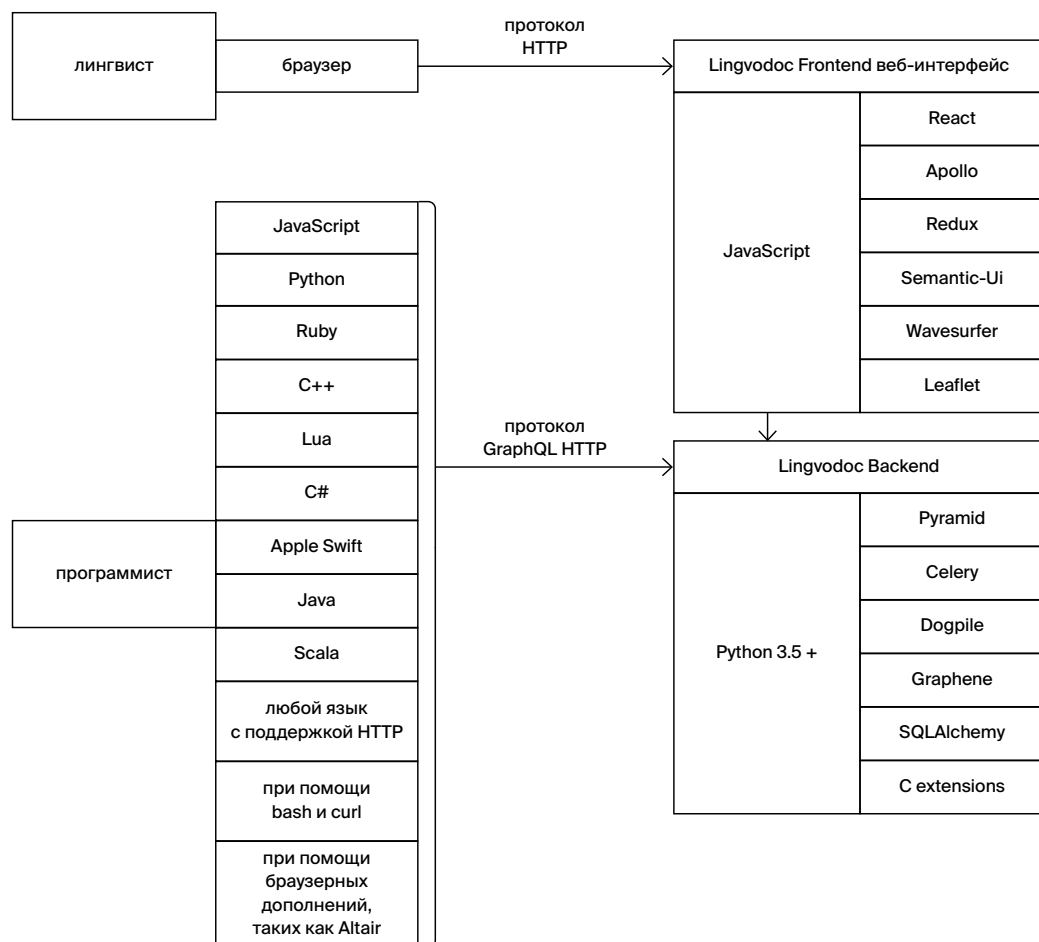 лингвист
браузер
протокол
HTTP
Lingvodoc Frontend веб-интерфейс
JavaScript
React
Apollo
Redux
Semantic-Ui
Wavesurfer
Leaflet
программист
JavaScript
Python
Ruby
C++
Lua
C#
Apple Swift
Java
Scala
любой язык
с поддержкой HTTP
при помощи
bash и curl
при помощи
браузерных
дополнений,
таких как Altair
протокол
GraphQL HTTP
Lingvodoc Backend
Python 3.5 +
Pyramid
Celery
Dogpile
Graphene
SQLAlchemy
C extensions